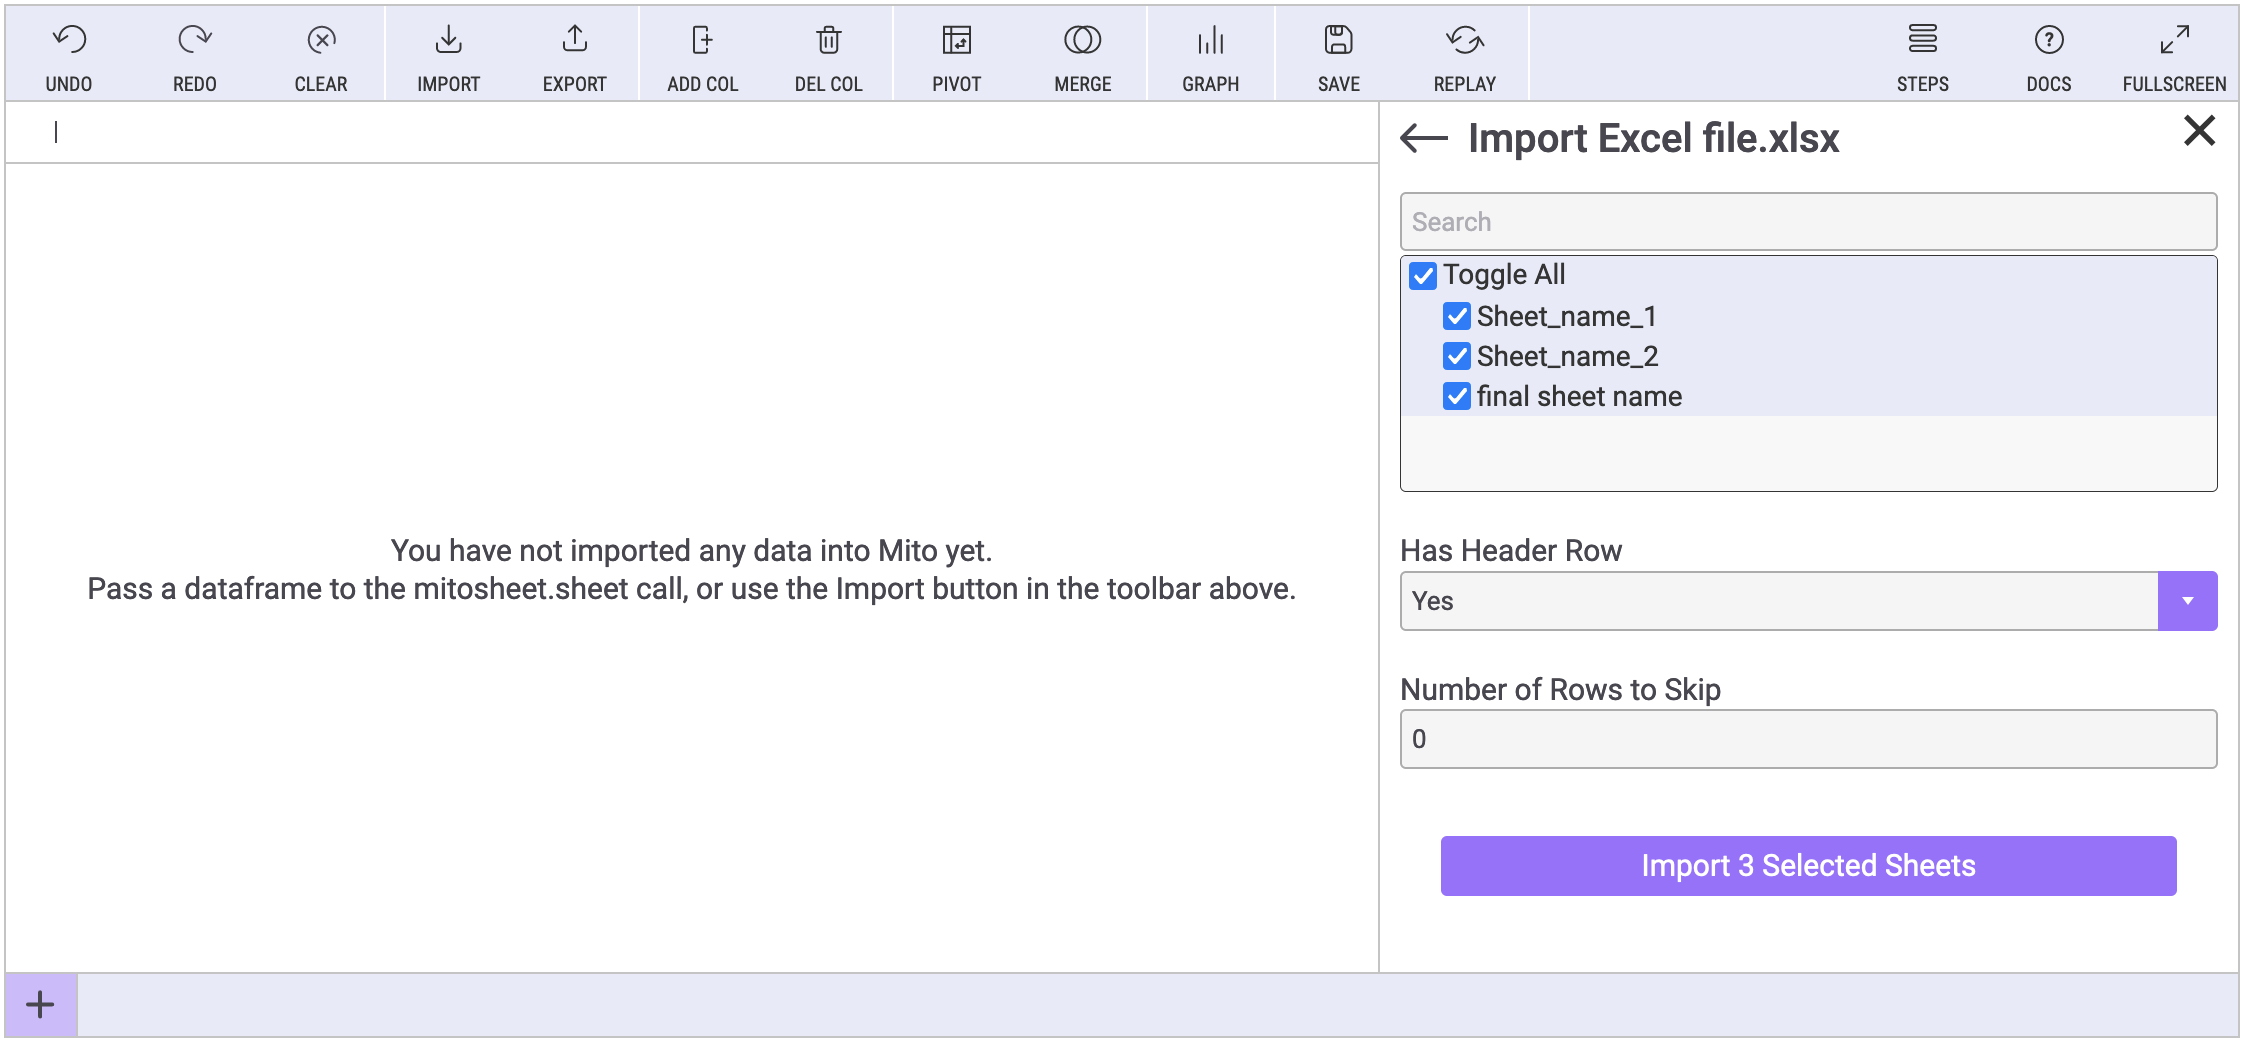 UNDO REDO CLEAR IMPORT EXPORT ADD COL DEL COL PIVOT MERGE GRAPH SAVE REPLAY STEPS DOCS FULLSCREEN
Import Excel file.xlsx
Search
Toggle All
Sheet_name_1
Sheet_name_2
final sheet name
You have not imported any data into Mito yet.
Pass a dataframe to the mitosheet.sheet call, or use the Import button in the toolbar above.
Has Header Row
Yes
Number of Rows to Skip
0
Import 3 Selected Sheets